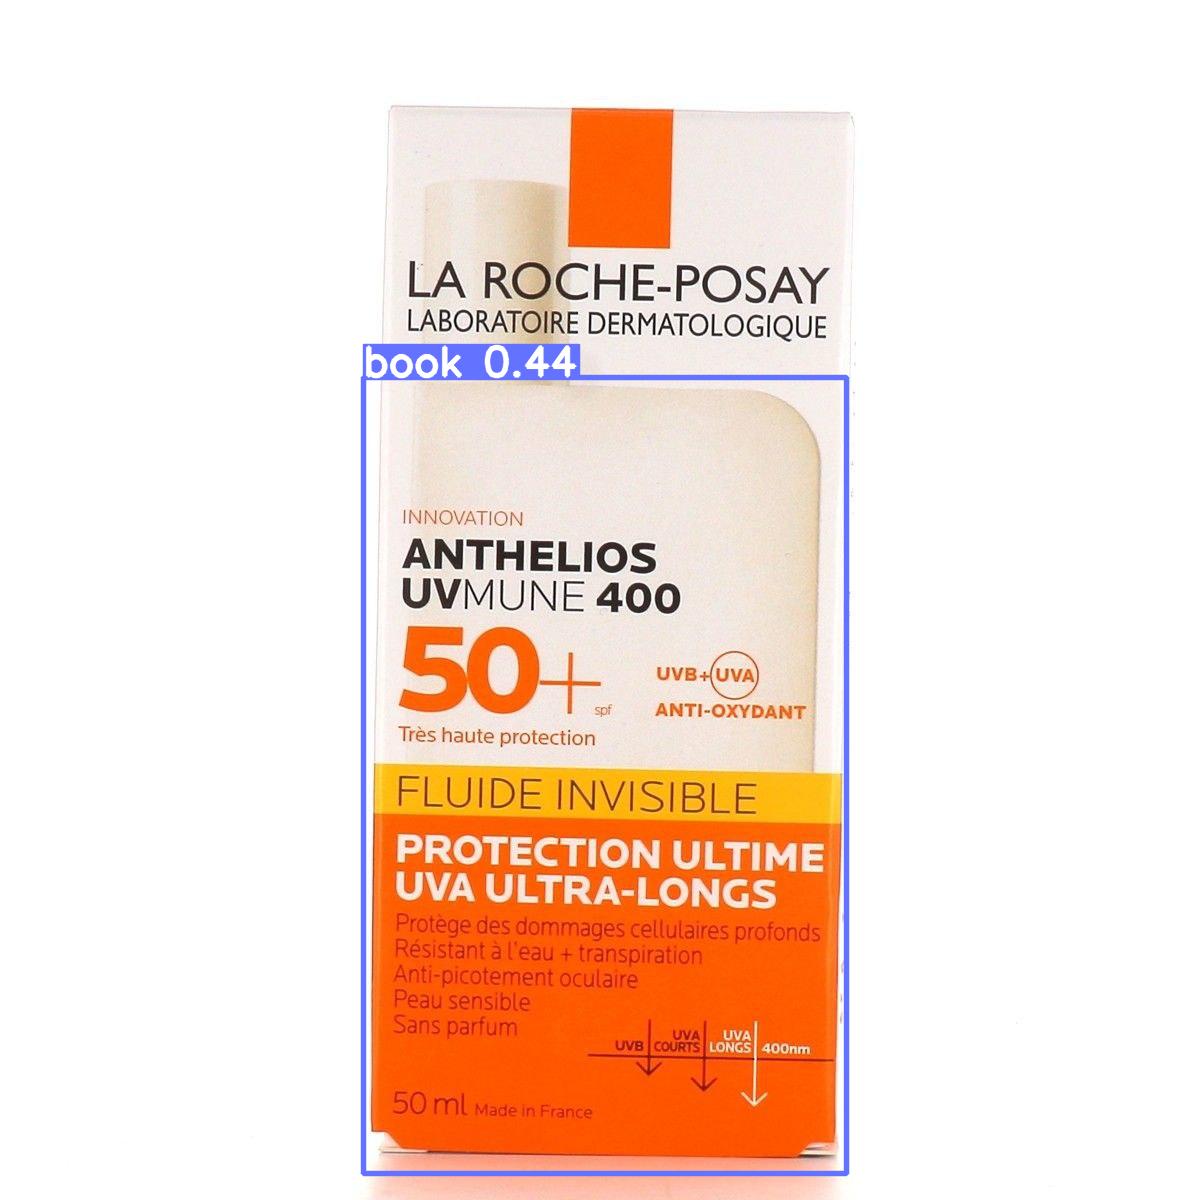 LA ROCHE-POSAY
LABORATOIRE DERMATOLOGIQUE
book 0.44
INNOVATION
ANTHELIOS
UVMUNE 400
50+
spf
UVB+UVA
ANTI-OXYDANT
Très haute protection
FLUIDE INVISIBLE
PROTECTION ULTIME
UVA ULTRA-LONGS
Protège des dommages cellulaires profonds
Résistant à l'eau + transpiration
Anti-picotement oculaire
Peau sensible
Sans parfum
UVB
UVA COURTS
UVA LONGS
400nm
50 ml Made in France